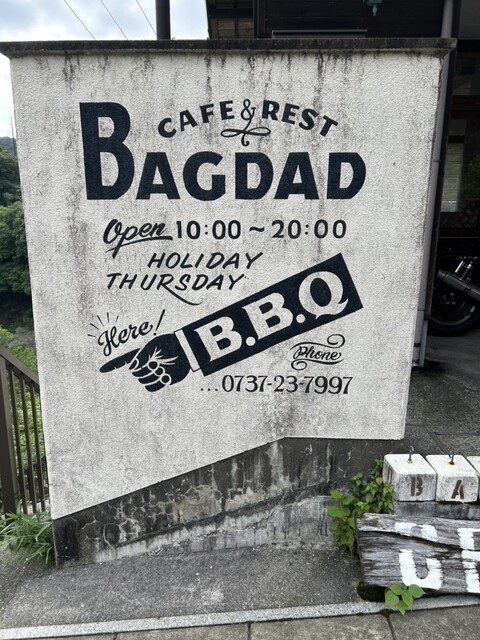 CAFE & REST
BAGDAD
Open 10:00 ~ 20:00
HOLIDAY
THURSDAY
Here!
B.B.Q
Phone
...0737-23-7997
B A